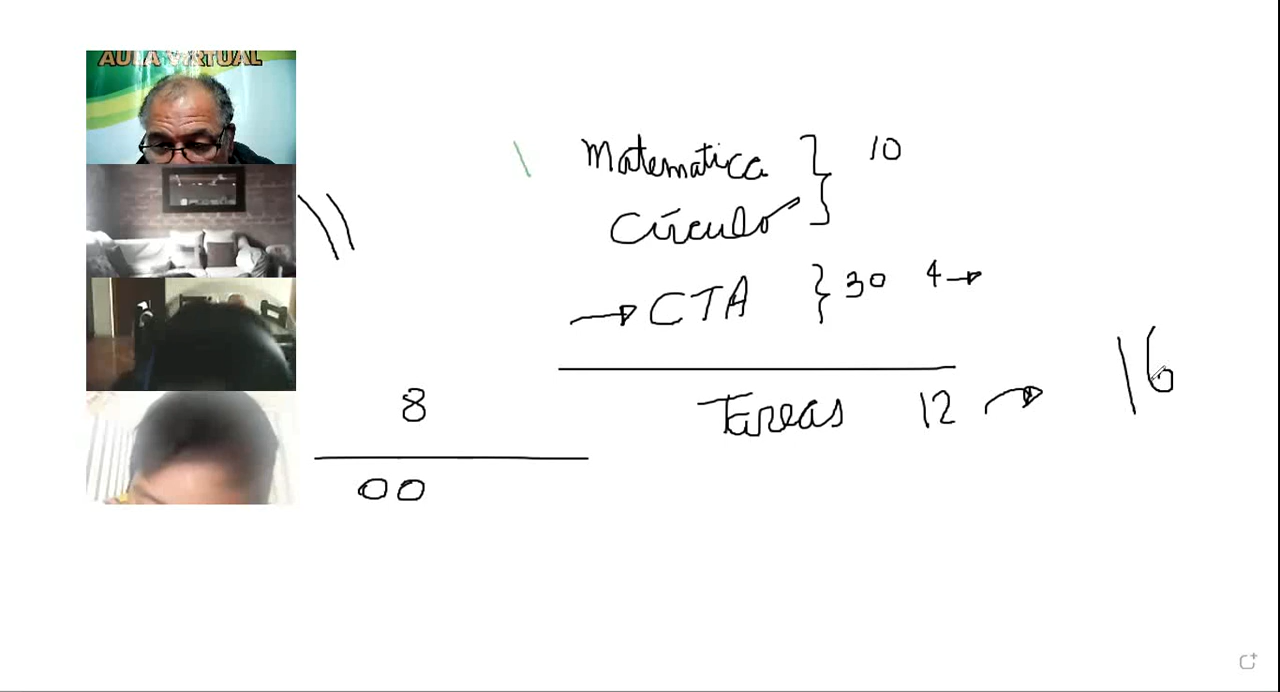 AULA VIRTUAL
Matematica } 10
Círculo
→ CTA } 30 4 →
Tareas 12 → 16
8
00